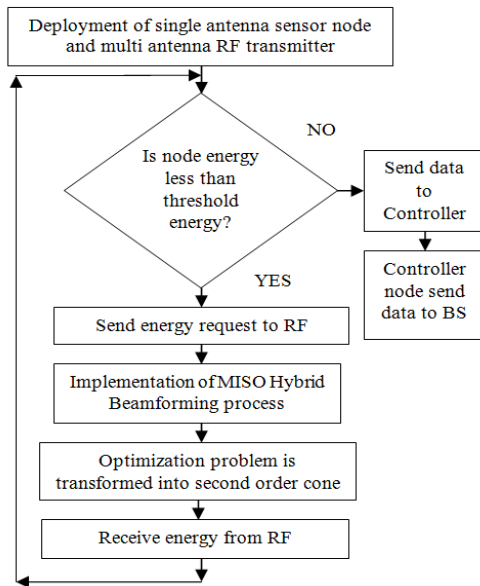 Deployment of single antenna sensor node
and multi antenna RF transmitter
NO
Is node energy
less than
threshold
energy?
Send data
to
Controller
Controller
node send
data to BS
YES
Send energy request to RF
Implementation of MISO Hybrid
Beamforming process
Optimization problem is
transformed into second order cone
Receive energy from RF